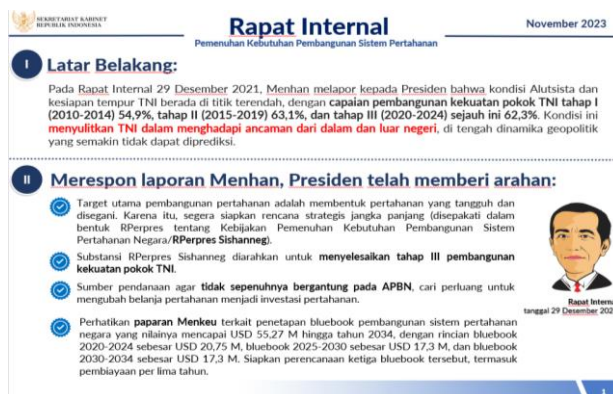 SEKRETARIAT KABINET
REPUBLIK INDONESIA
Rapat Internal
Pemenuhan Kebutuhan Pembangunan Sistem Pertahanan
November 2023
I Latar Belakang:
Pada Rapat Internal 29 Desember 2021, Menhan melapor kepada Presiden bahwa kondisi Alutsista dan
kesiapan tempur TNI berada di titik terendah, dengan capaian pembangunan kekuatan pokok TNI tahap I
(2010-2014) 54,9%, tahap II (2015-2019) 63,1%, dan tahap III (2020-2024) sejauh ini 62,3%. Kondisi ini
menyulitkan TNI dalam menghadapi ancaman dari dalam dan luar negeri, di tengah dinamika geopolitik
yang semakin tidak dapat diprediksi.
II Merespon laporan Menhan, Presiden telah memberi arahan:
Target utama pembangunan pertahanan adalah membentuk pertahanan yang tangguh dan
disegani. Karena itu, segera siapkan rencana strategis jangka panjang (disepakati dalam
bentuk RPerpres tentang Kebijakan Pemenuhan Kebutuhan Pembangunan Sistem
Pertahanan Negara/RPerpres Sishanneg).
Substansi RPerpres Sishanneg diarahkan untuk menyelesaikan tahap III pembangunan
kekuatan pokok TNI.
Sumber pendanaan agar tidak sepenuhnya bergantung pada APBN, cari perluang untuk
mengubah belanja pertahanan menjadi investasi pertahanan.
Perhatikan paparan Menkeu terkait penetapan bluebook pembangunan sistem pertahanan
negara yang nilainya mencapai USD 55,27 M hingga tahun 2034, dengan rincian bluebook
2020-2024 sebesar USD 20,75 M, bluebook 2025-2030 sebesar USD 17,3 M, dan bluebook
2030-2034 sebesar USD 17,3 M. Siapkan perencanaan ketiga bluebook tersebut, termasuk
pembiayaan per lima tahun.
Rapat Interna
tanggal 29 Desember 202
1